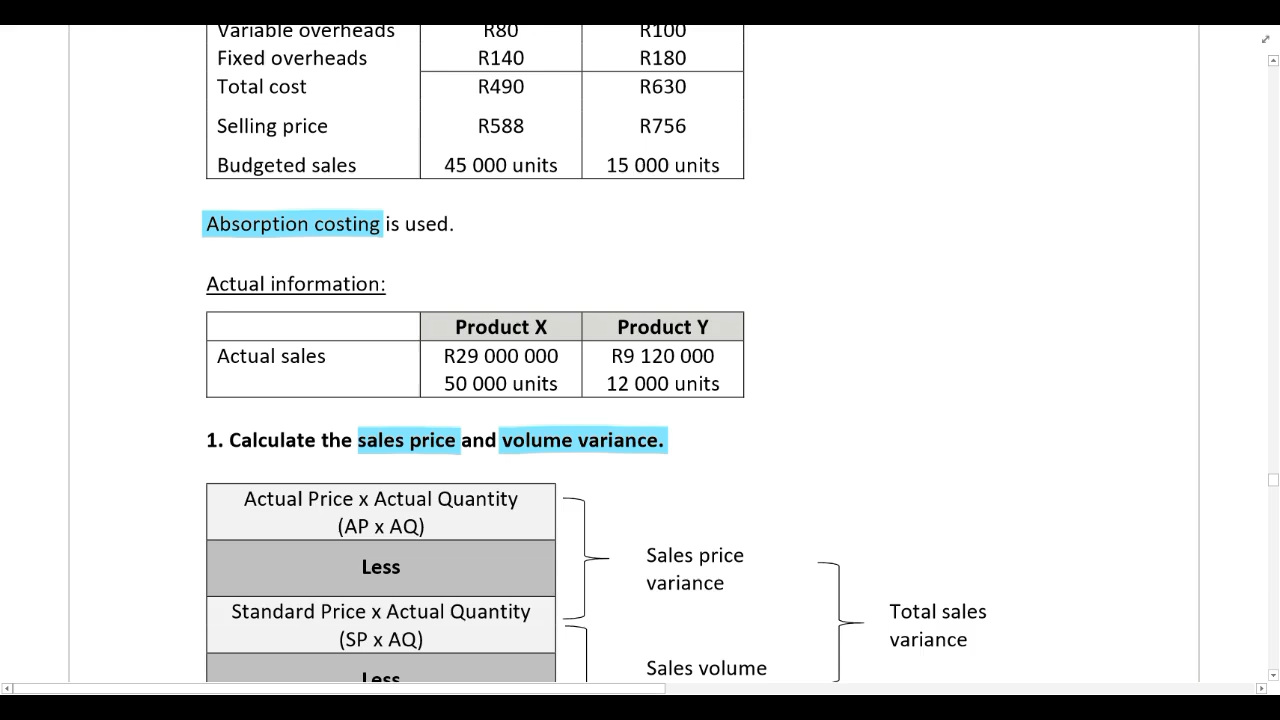 Variable overheads R80 R100
Fixed overheads R140 R180
Total cost R490 R630
Selling price R588 R756
Budgeted sales 45 000 units 15 000 units
Absorption costing is used.
Actual information:
Product X Product Y
Actual sales R29 000 000 R9 120 000
50 000 units 12 000 units
1. Calculate the sales price and volume variance.
Actual Price x Actual Quantity
(AP x AQ)
Less
Sales price
variance
Standard Price x Actual Quantity
(SP x AQ)
Total sales
variance
Less
Sales volume